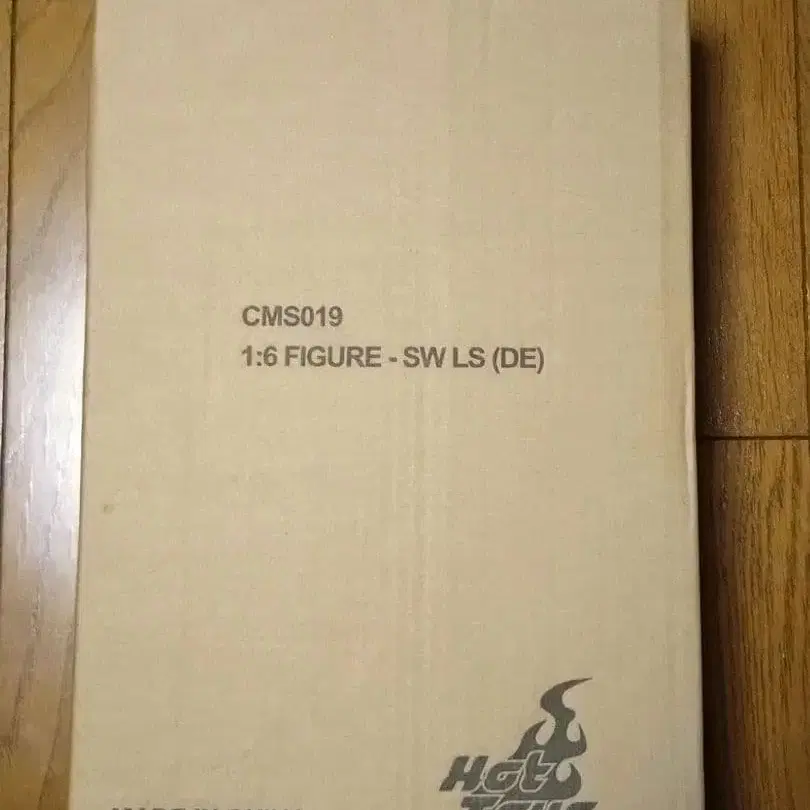 CMS019
1:6 FIGURE - SW LS (DE)
Hot
Toys